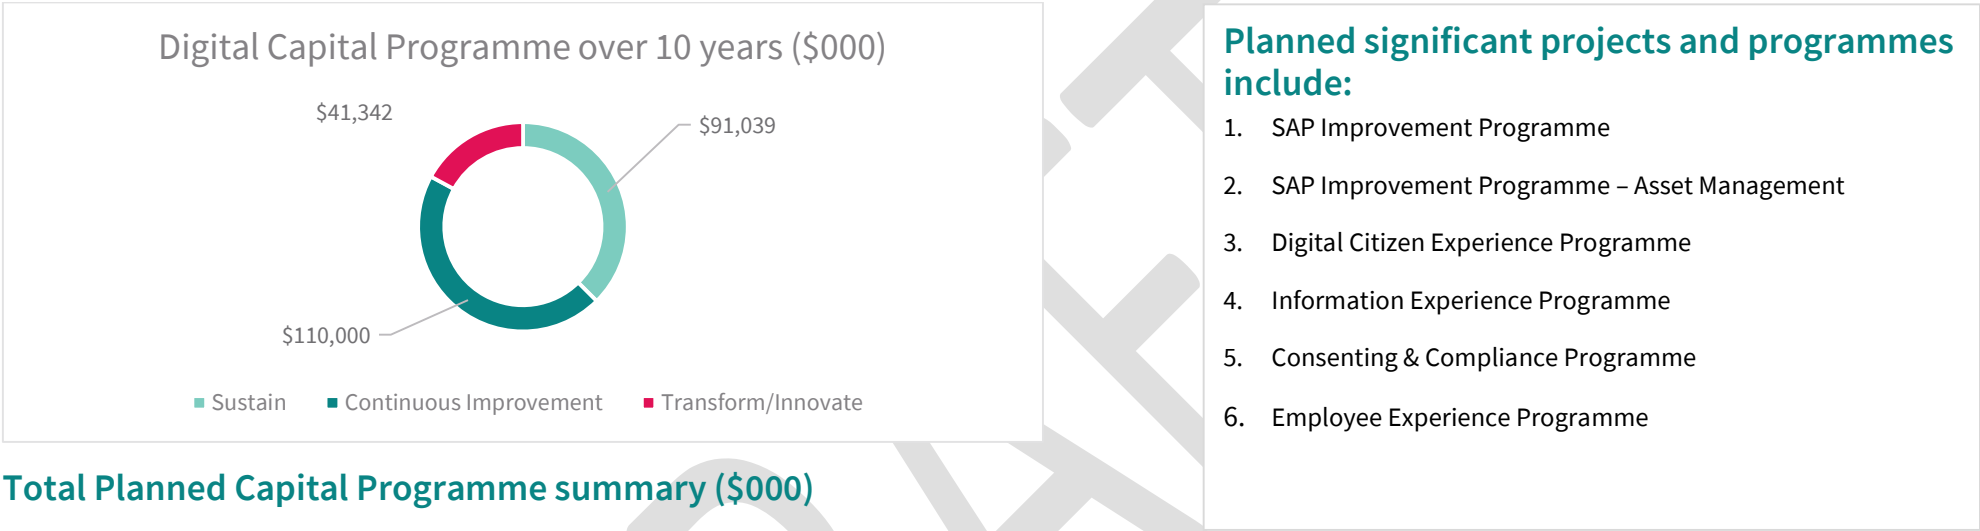 Digital Capital Programme over 10 years ($000)
$41,342
$91,039
$110,000
Sustain
Continuous Improvement
Transform/Innovate
Total Planned Capital Programme summary ($000)
Planned significant projects and programmes
include:
1. SAP Improvement Programme
2. SAP Improvement Programme – Asset Management
3. Digital Citizen Experience Programme
4. Information Experience Programme
5. Consenting & Compliance Programme
6. Employee Experience Programme